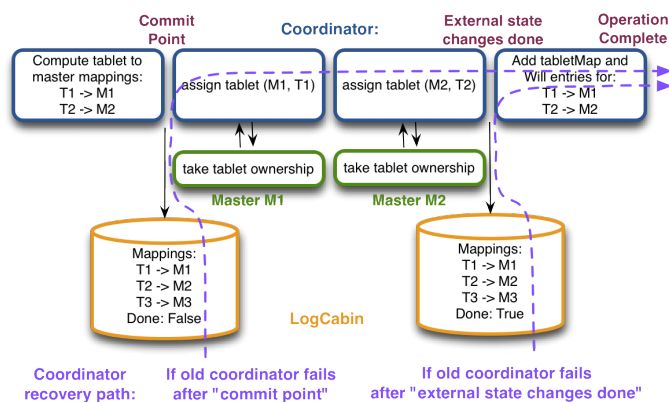 Commit
Point
Coordinator:
External state
changes done
Operation
Complete
Compute tablet to
master mappings:
T1 -> M1
T2 -> M2
assign tablet (M1, T1)
assign tablet (M2, T2)
Add tabletMap and
Will entries for:
T1 -> M1
T2 -> M2
take tablet ownership
take tablet ownership
Master M1
Master M2
Mappings:
T1 -> M1
T2 -> M2
T3 -> M3
Done: False
Mappings:
T1 -> M1
T2 -> M2
T3 -> M3
Done: True
LogCabin
Coordinator
recovery path:
If old coordinator fails
after "commit point"
If old coordinator fails
after "external state changes done"